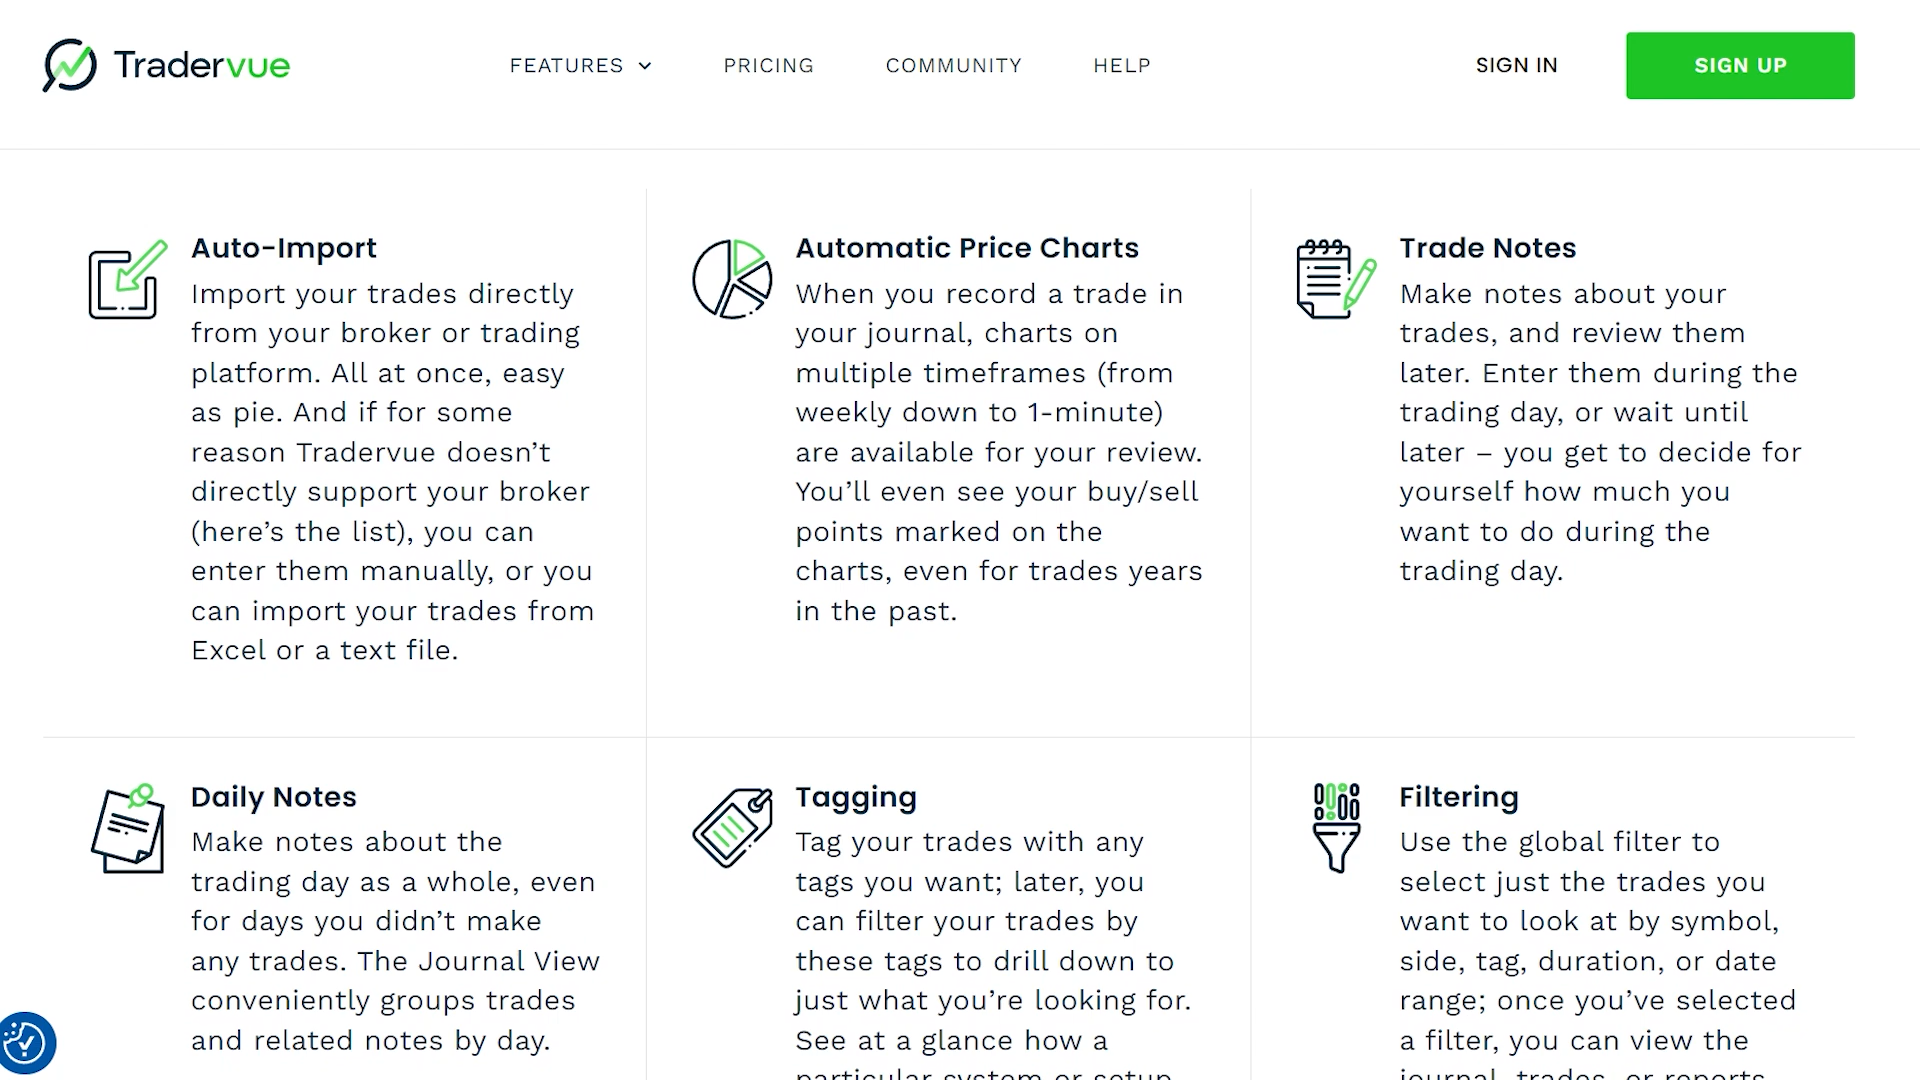 Tradervue
FEATURES
PRICING
COMMUNITY
HELP
SIGN IN
SIGN UP
Auto-Import
Import your trades directly
from your broker or trading
platform. All at once, easy
as pie. And if for some
reason Tradervue doesn’t
directly support your broker
(here’s the list), you can
enter them manually, or you
can import your trades from
Excel or a text file.
Automatic Price Charts
When you record a trade in
your journal, charts on
multiple timeframes (from
weekly down to 1-minute)
are available for your review.
You’ll even see your buy/sell
points marked on the
charts, even for trades years
in the past.
Trade Notes
Make notes about your
trades, and review them
later. Enter them during the
trading day, or wait until
later – you get to decide for
yourself how much you
want to do during the
trading day.
Daily Notes
Make notes about the
trading day as a whole, even
for days you didn’t make
any trades. The Journal View
conveniently groups trades
and related notes by day.
Tagging
Tag your trades with any
tags you want; later, you
can filter your trades by
these tags to drill down to
just what you’re looking for.
See at a glance how a
particular system or setup
Filtering
Use the global filter to
select just the trades you
want to look at by symbol,
side, tag, duration, or date
range; once you’ve selected
a filter, you can view the
journal, trades, or reports